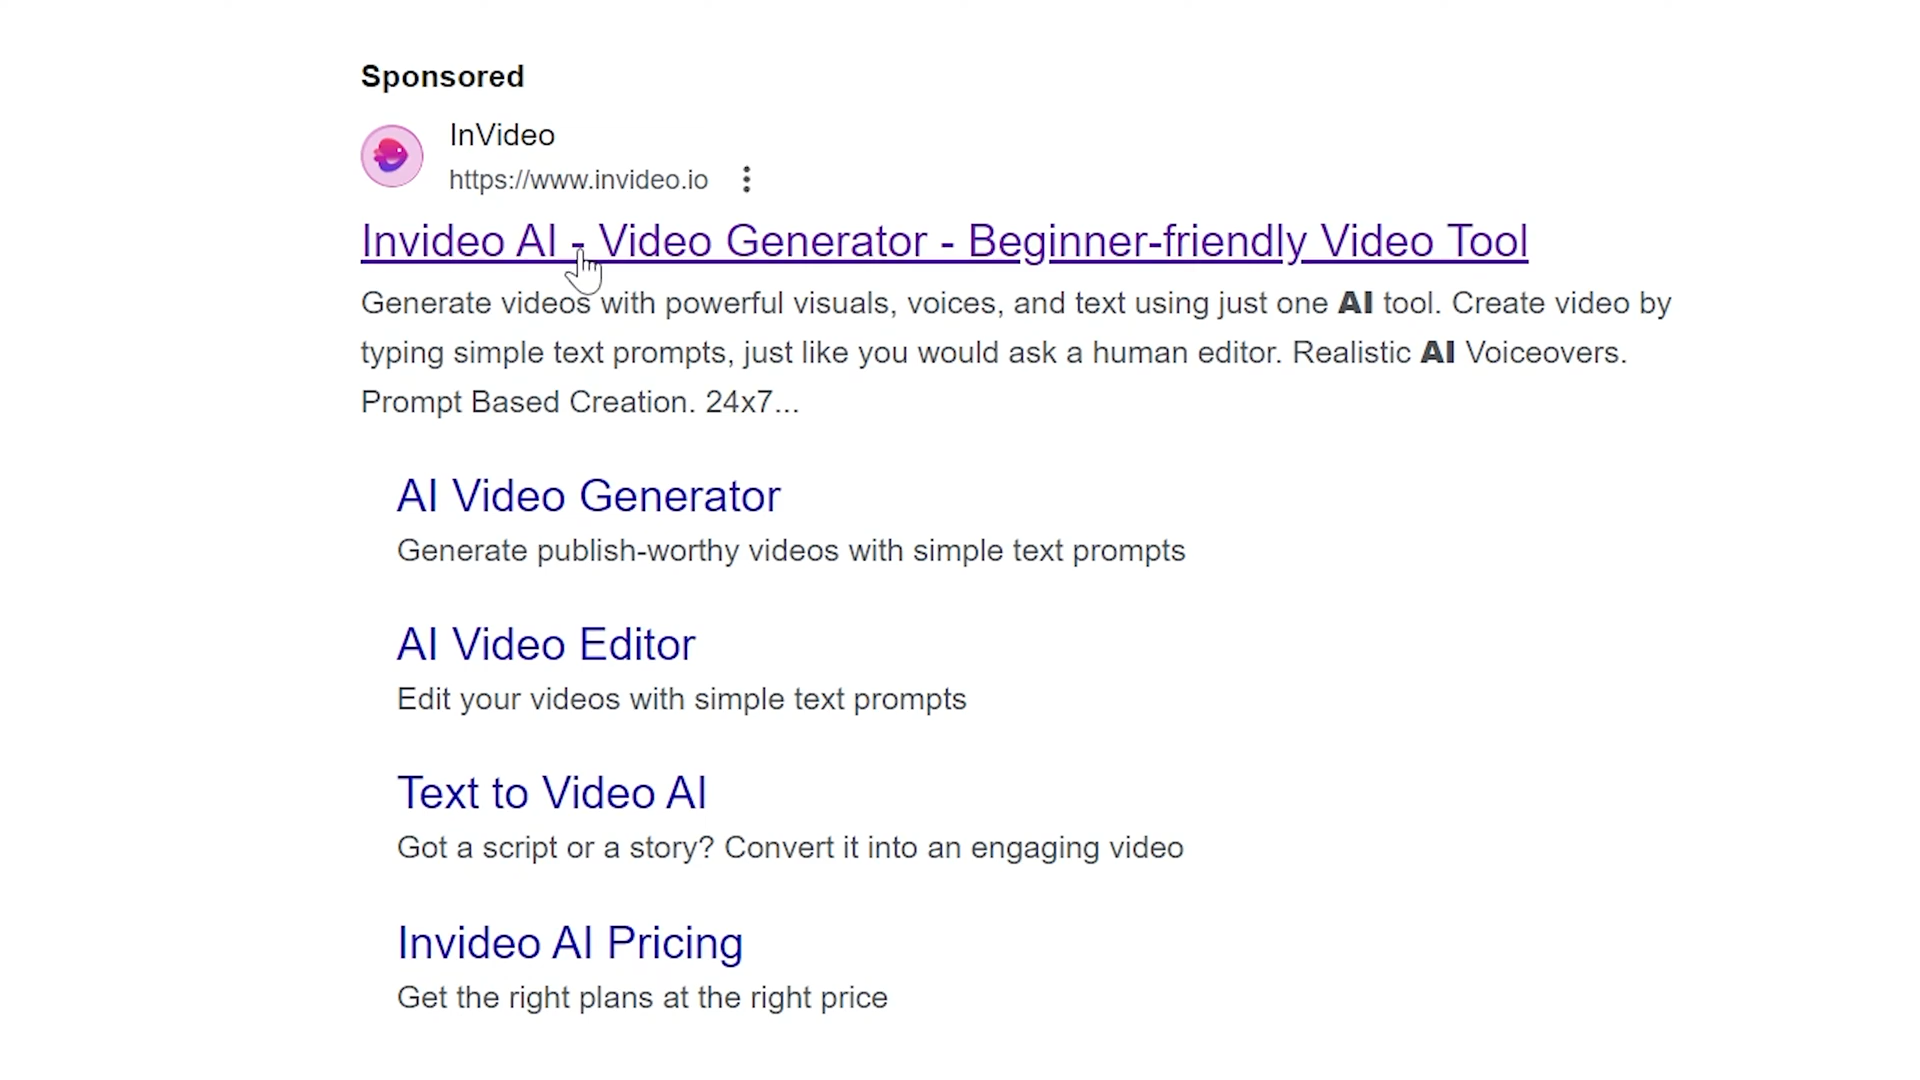 Sponsored
InVideo
https://www.invideo.io
Invideo AI - Video Generator - Beginner-friendly Video Tool
Generate videos with powerful visuals, voices, and text using just one AI tool. Create video by
typing simple text prompts, just like you would ask a human editor. Realistic AI Voiceovers.
Prompt Based Creation. 24x7...
AI Video Generator
Generate publish-worthy videos with simple text prompts
AI Video Editor
Edit your videos with simple text prompts
Text to Video AI
Got a script or a story? Convert it into an engaging video
Invideo AI Pricing
Get the right plans at the right price